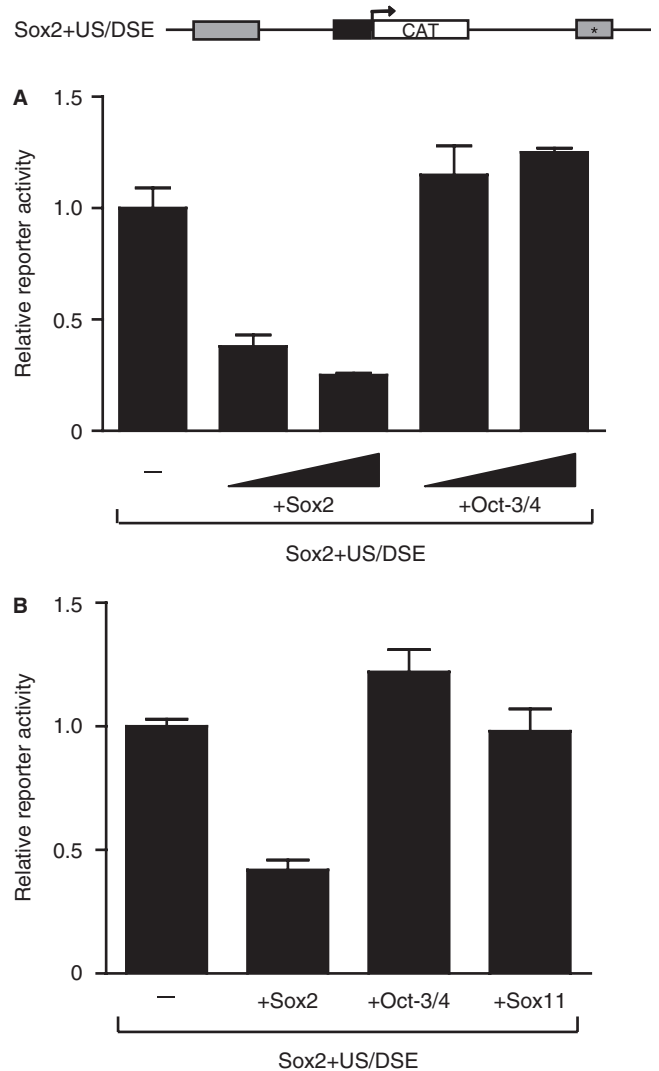 Sox2+US/DSE
CAT
*
A
Relative reporter activity
1.5
1.0
0.5
0
—
+Sox2
+Oct-3/4
Sox2+US/DSE
B
Relative reporter activity
1.5
1.0
0.5
0
—
+Sox2
+Oct-3/4
+Sox11
Sox2+US/DSE